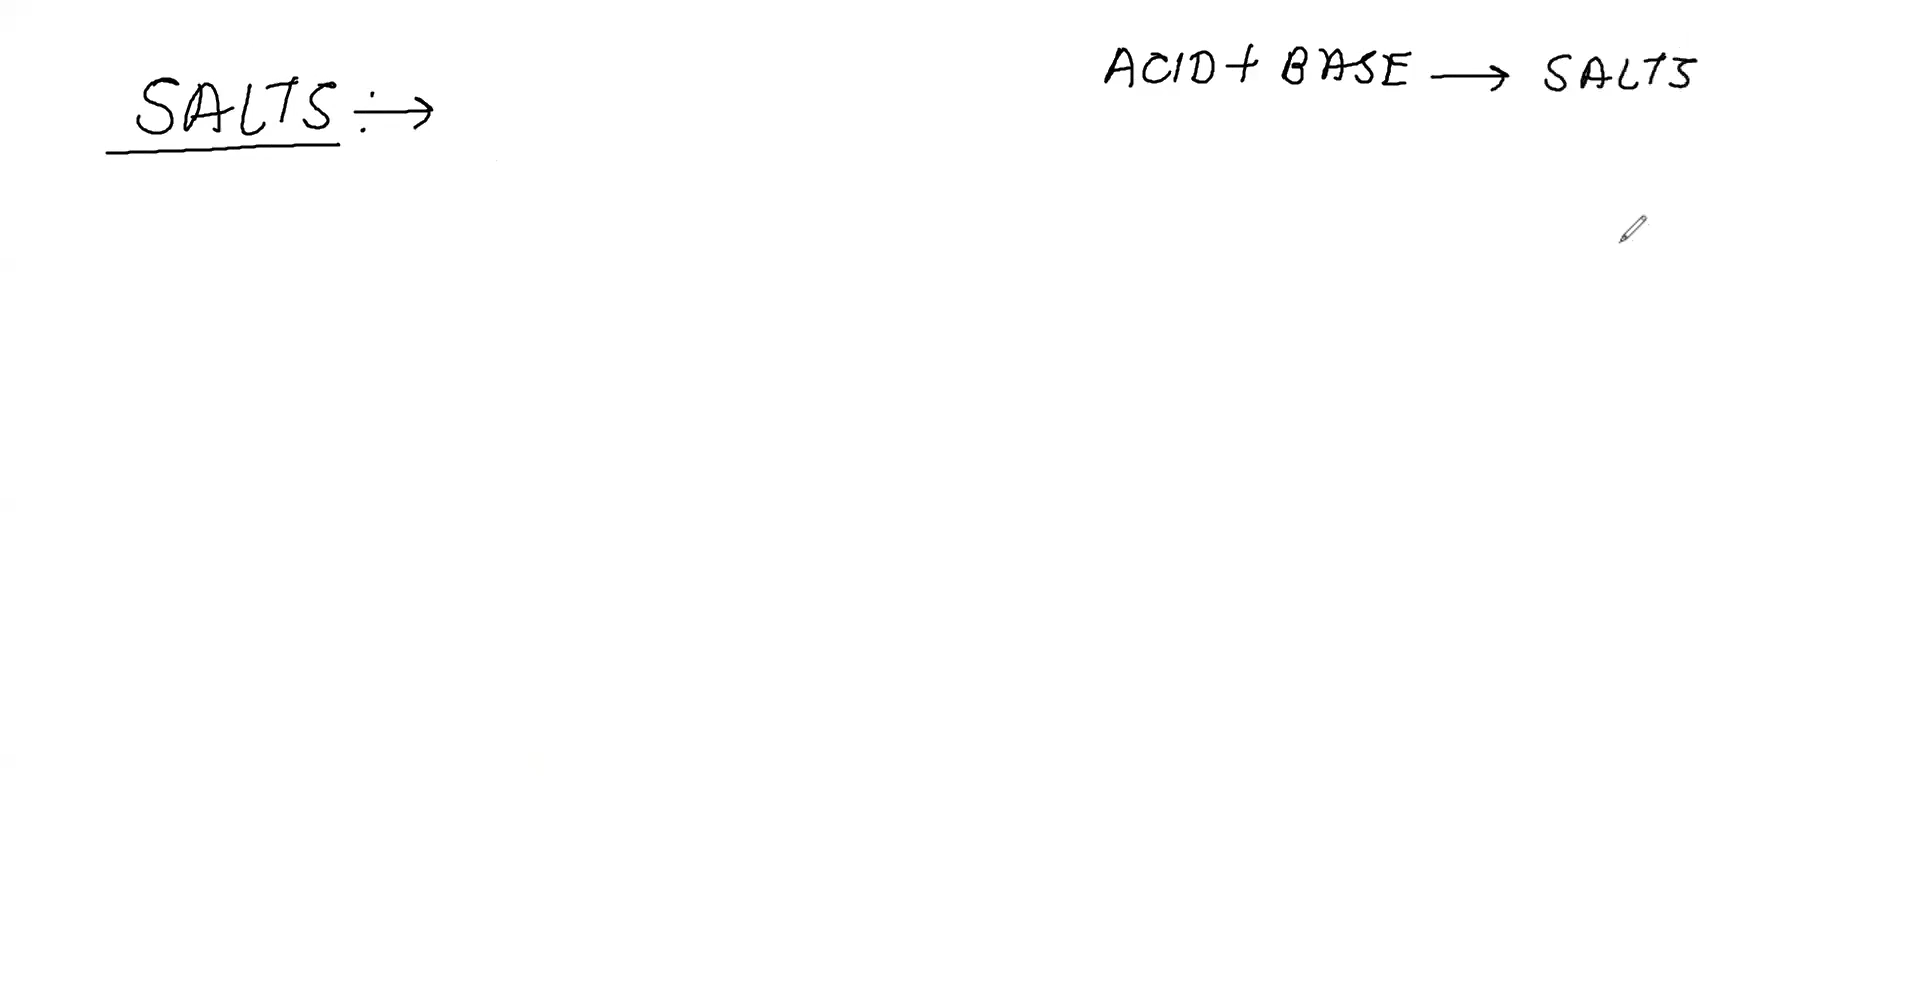 SALTS :→
ACID + BASE → SALTS